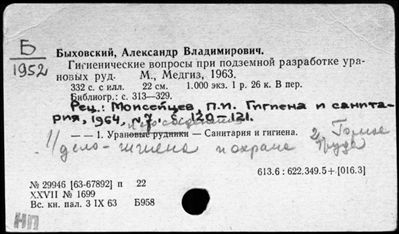 Б
1952
Быховский, Александр Владимирович.
Гигиенические вопросы при подземной разработке ура-
новых руд. М., Медгиз, 1963.
332 с. с илл. 22 см. 1.000 экз. 1 р. 26 к. В пер.
Библиогр.: с. 313—329.
Рец.: Моисейцев, П.И. Гигиена и санита-
рия, 1964, №7, с. 120-121.
— — 1. Урановые рудники — Санитария и гигиена. 2. Горное
1) дело - гигиена и охрана труда
613.6 : 622.349.5 + [016.3]
№ 29946 [63-67892] п 22
XXVII № 1699
Вс. кн. пал. 3 IX 63 Б958
НП